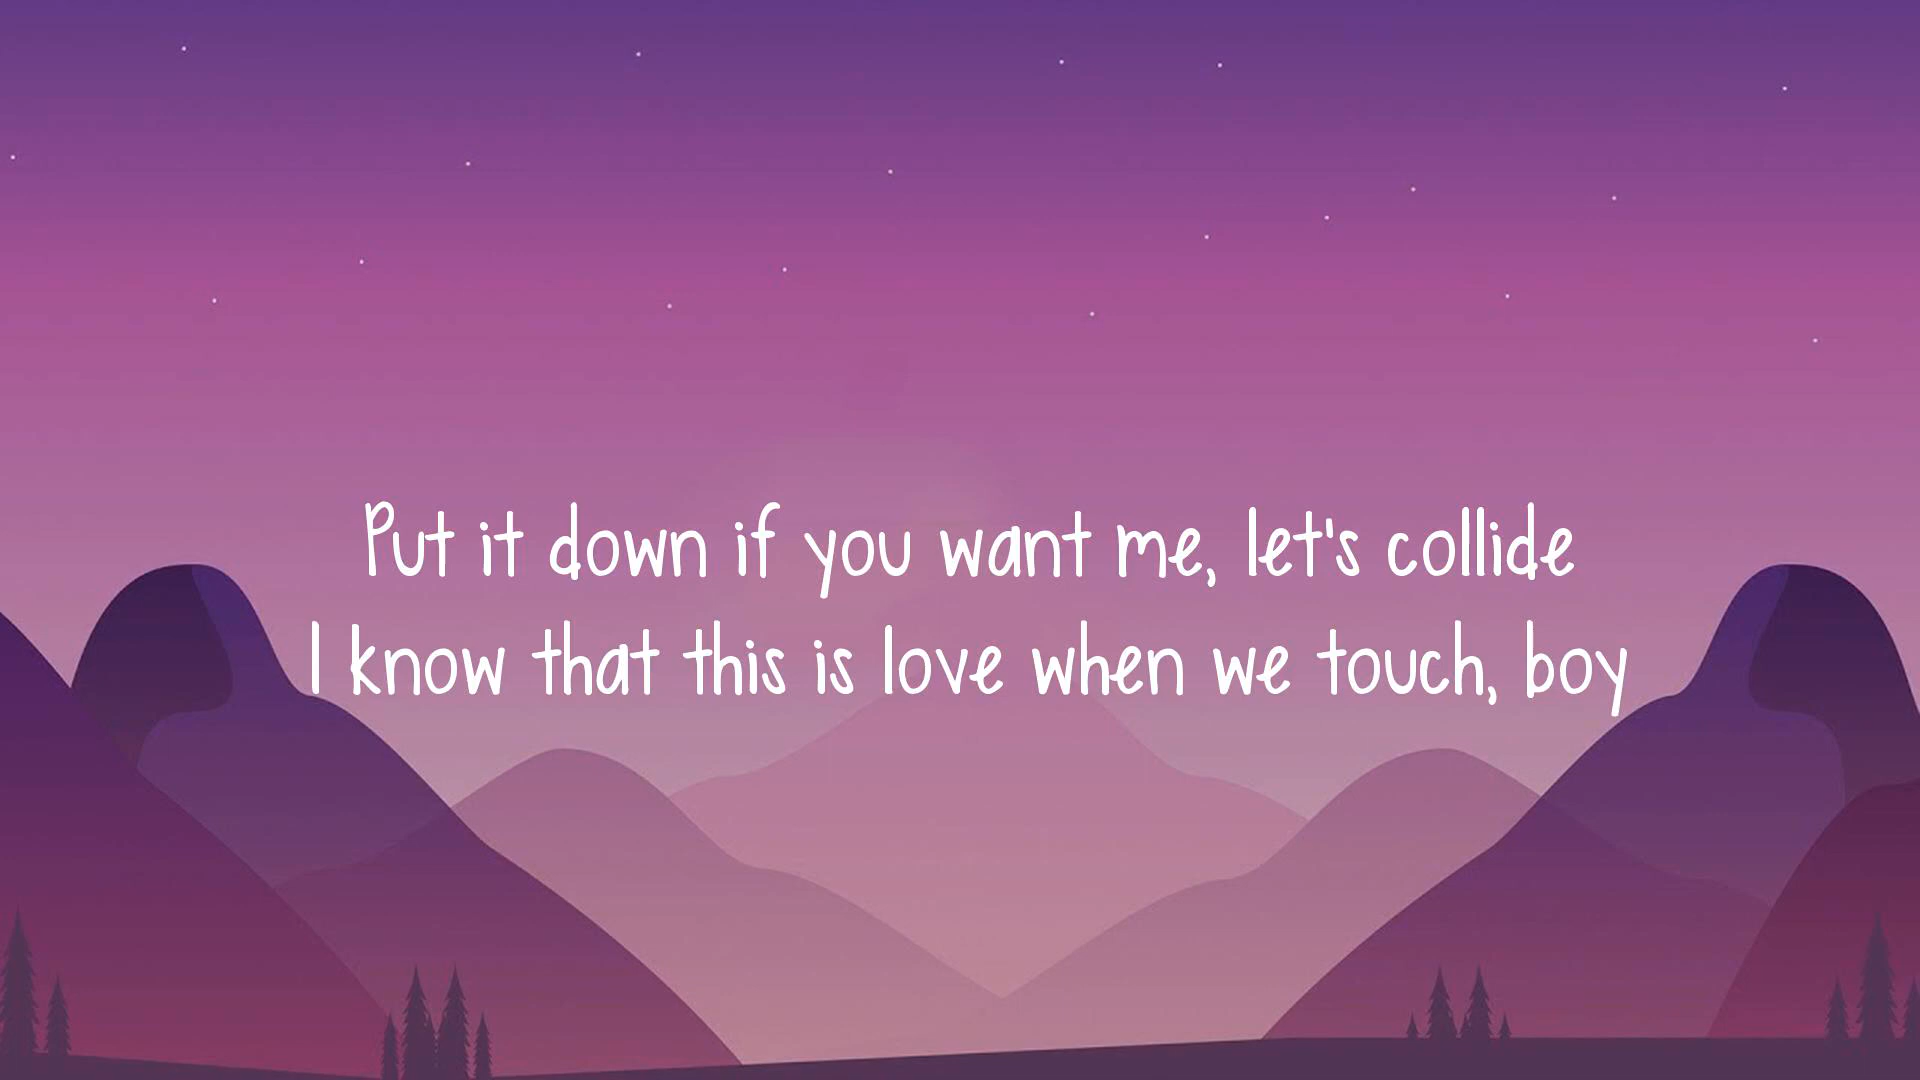 Put it down if you want me, let's collide
I know that this is love when we touch, boy